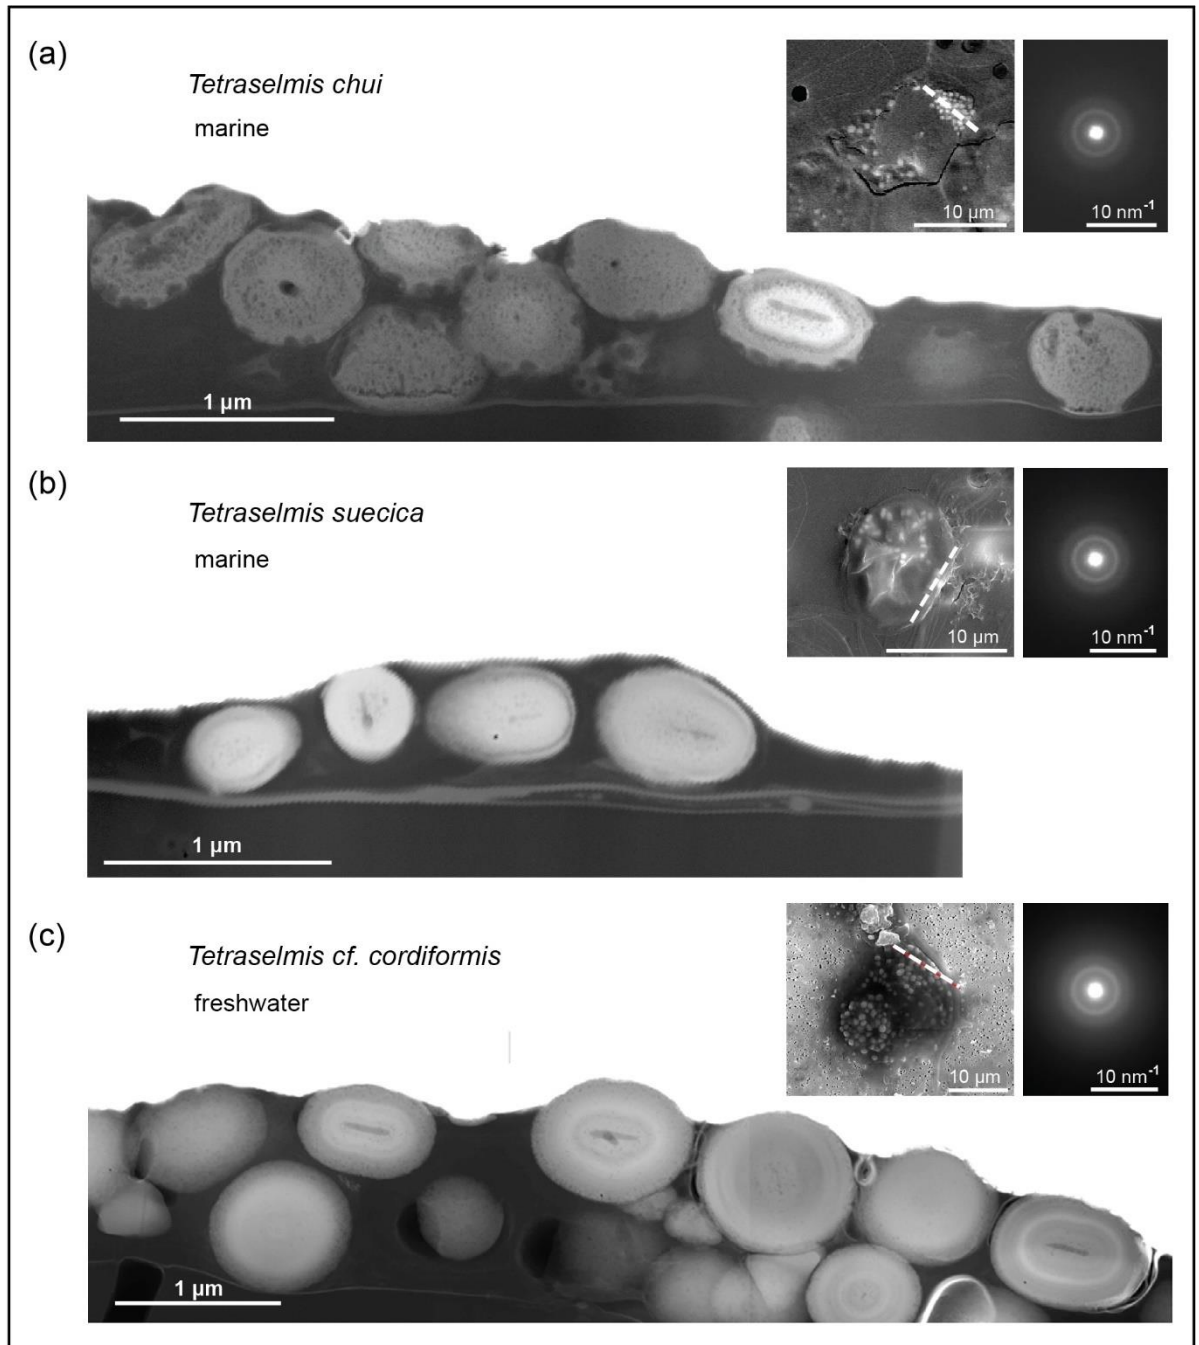 (a)
Tetraselmis chui
marine
10 µm
10 nm⁻¹
1 µm
(b)
Tetraselmis suecica
marine
10 µm
10 nm⁻¹
1 µm
(c)
Tetraselmis cf. cordiformis
freshwater
10 µm
10 nm⁻¹
1 µm